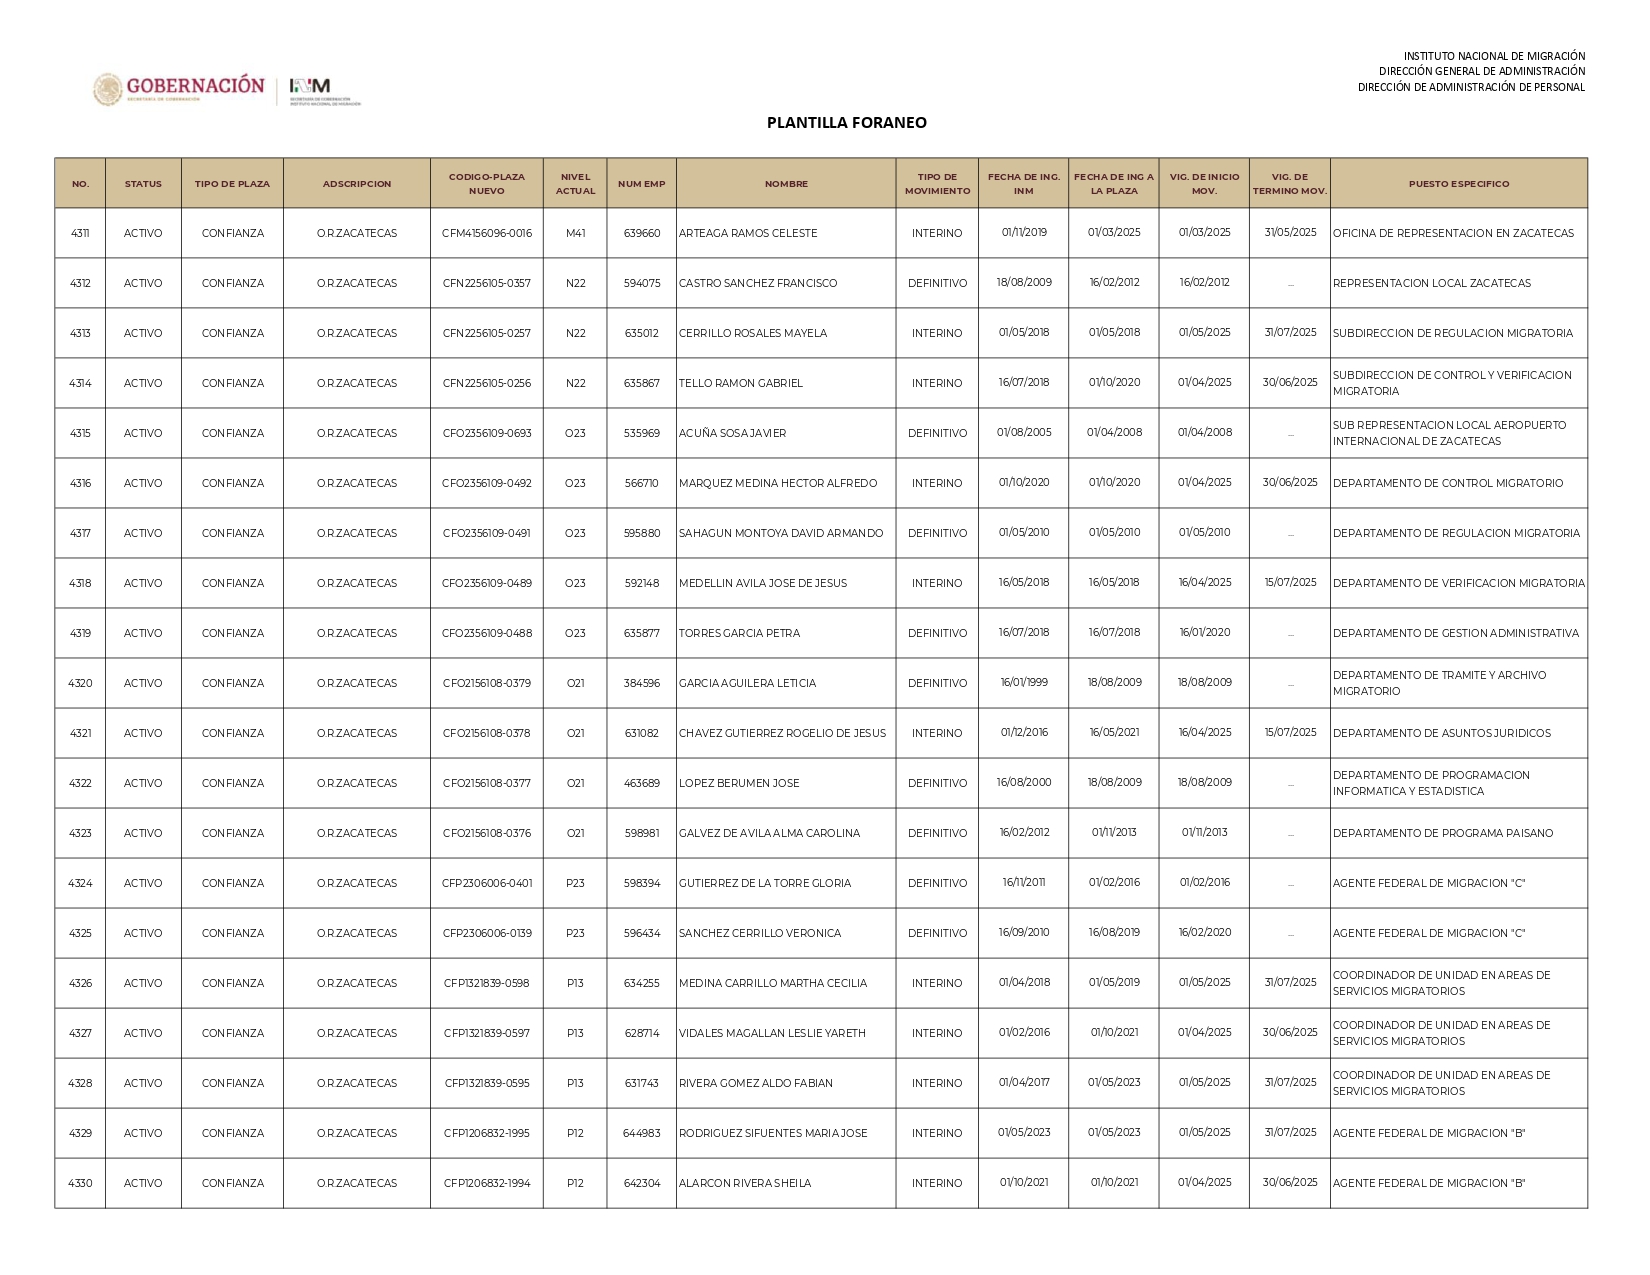 INSTITUTO NACIONAL DE MIGRACIÓN
DIRECCIÓN GENERAL DE ADMINISTRACIÓN
DIRECCIÓN DE ADMINISTRACIÓN DE PERSONAL
GOBERNACIÓN INM
SECRETARÍA DE GOBERNACIÓN SECRETARÍA DE GOBERNACIÓN
INSTITUTO NACIONAL DE MIGRACIÓN
PLANTILLA FORANEO
NO. STATUS TIPO DE PLAZA ADSCRIPCION CODIGO-PLAZA NUEVO NIVEL ACTUAL NUM EMP NOMBRE TIPO DE MOVIMIENTO FECHA DE ING. INM FECHA DE ING A LA PLAZA VIG. DE INICIO MOV. VIG. DE TERMINO MOV. PUESTO ESPECIFICO
4311 ACTIVO CONFIANZA O.R.ZACATECAS CFM4156096-0016 M41 639660 ARTEAGA RAMOS CELESTE INTERINO 01/11/2019 01/03/2025 01/03/2025 31/05/2025 OFICINA DE REPRESENTACION EN ZACATECAS
4312 ACTIVO CONFIANZA O.R.ZACATECAS CFN2256105-0357 N22 594075 CASTRO SANCHEZ FRANCISCO DEFINITIVO 18/08/2009 16/02/2012 16/02/2012 ... REPRESENTACION LOCAL ZACATECAS
4313 ACTIVO CONFIANZA O.R.ZACATECAS CFN2256105-0257 N22 635012 CERRILLO ROSALES MAYELA INTERINO 01/05/2018 01/05/2018 01/05/2025 31/07/2025 SUBDIRECCION DE REGULACION MIGRATORIA
4314 ACTIVO CONFIANZA O.R.ZACATECAS CFN2256105-0256 N22 635867 TELLO RAMON GABRIEL INTERINO 16/07/2018 01/10/2020 01/04/2025 30/06/2025 SUBDIRECCION DE CONTROL Y VERIFICACION MIGRATORIA
4315 ACTIVO CONFIANZA O.R.ZACATECAS CFO2356109-0693 O23 535969 ACUÑA SOSA JAVIER DEFINITIVO 01/08/2005 01/04/2008 01/04/2008 ... SUB REPRESENTACION LOCAL AEROPUERTO INTERNACIONAL DE ZACATECAS
4316 ACTIVO CONFIANZA O.R.ZACATECAS CFO2356109-0492 O23 566710 MARQUEZ MEDINA HECTOR ALFREDO INTERINO 01/10/2020 01/10/2020 01/04/2025 30/06/2025 DEPARTAMENTO DE CONTROL MIGRATORIO
4317 ACTIVO CONFIANZA O.R.ZACATECAS CFO2356109-0491 O23 595880 SAHAGUN MONTOYA DAVID ARMANDO DEFINITIVO 01/05/2010 01/05/2010 01/05/2010 ... DEPARTAMENTO DE REGULACION MIGRATORIA
4318 ACTIVO CONFIANZA O.R.ZACATECAS CFO2356109-0489 O23 592148 MEDELLIN AVILA JOSE DE JESUS INTERINO 16/05/2018 16/05/2018 16/04/2025 15/07/2025 DEPARTAMENTO DE VERIFICACION MIGRATORIA
4319 ACTIVO CONFIANZA O.R.ZACATECAS CFO2356109-0488 O23 635877 TORRES GARCIA PETRA DEFINITIVO 16/07/2018 16/07/2018 16/01/2020 ... DEPARTAMENTO DE GESTION ADMINISTRATIVA
4320 ACTIVO CONFIANZA O.R.ZACATECAS CFO2156108-0379 O21 384596 GARCIA AGUILERA LETICIA DEFINITIVO 16/01/1999 18/08/2009 18/08/2009 ... DEPARTAMENTO DE TRAMITE Y ARCHIVO MIGRATORIO
4321 ACTIVO CONFIANZA O.R.ZACATECAS CFO2156108-0378 O21 631082 CHAVEZ GUTIERREZ ROGELIO DE JESUS INTERINO 01/12/2016 16/05/2021 16/04/2025 15/07/2025 DEPARTAMENTO DE ASUNTOS JURIDICOS
4322 ACTIVO CONFIANZA O.R.ZACATECAS CFO2156108-0377 O21 463689 LOPEZ BERUMEN JOSE DEFINITIVO 16/08/2000 18/08/2009 18/08/2009 ... DEPARTAMENTO DE PROGRAMACION INFORMATICA Y ESTADISTICA
4323 ACTIVO CONFIANZA O.R.ZACATECAS CFO2156108-0376 O21 598981 GALVEZ DE AVILA ALMA CAROLINA DEFINITIVO 16/02/2012 01/11/2013 01/11/2013 ... DEPARTAMENTO DE PROGRAMA PAISANO
4324 ACTIVO CONFIANZA O.R.ZACATECAS CFP2306006-0401 P23 598394 GUTIERREZ DE LA TORRE GLORIA DEFINITIVO 16/11/2011 01/02/2016 01/02/2016 ... AGENTE FEDERAL DE MIGRACION "C"
4325 ACTIVO CONFIANZA O.R.ZACATECAS CFP2306006-0139 P23 596434 SANCHEZ CERRILLO VERONICA DEFINITIVO 16/09/2010 16/08/2019 16/02/2020 ... AGENTE FEDERAL DE MIGRACION "C"
4326 ACTIVO CONFIANZA O.R.ZACATECAS CFP1321839-0598 P13 634255 MEDINA CARRILLO MARTHA CECILIA INTERINO 01/04/2018 01/05/2019 01/05/2025 31/07/2025 COORDINADOR DE UNIDAD EN AREAS DE SERVICIOS MIGRATORIOS
4327 ACTIVO CONFIANZA O.R.ZACATECAS CFP1321839-0597 P13 628714 VIDALES MAGALLAN LESLIE YARETH INTERINO 01/02/2016 01/10/2021 01/04/2025 30/06/2025 COORDINADOR DE UNIDAD EN AREAS DE SERVICIOS MIGRATORIOS
4328 ACTIVO CONFIANZA O.R.ZACATECAS CFP1321839-0595 P13 631743 RIVERA GOMEZ ALDO FABIAN INTERINO 01/04/2017 01/05/2023 01/05/2025 31/07/2025 COORDINADOR DE UNIDAD EN AREAS DE SERVICIOS MIGRATORIOS
4329 ACTIVO CONFIANZA O.R.ZACATECAS CFP1206832-1995 P12 644983 RODRIGUEZ SIFUENTES MARIA JOSE INTERINO 01/05/2023 01/05/2023 01/05/2025 31/07/2025 AGENTE FEDERAL DE MIGRACION "B"
4330 ACTIVO CONFIANZA O.R.ZACATECAS CFP1206832-1994 P12 642304 ALARCON RIVERA SHEILA INTERINO 01/10/2021 01/10/2021 01/04/2025 30/06/2025 AGENTE FEDERAL DE MIGRACION "B"